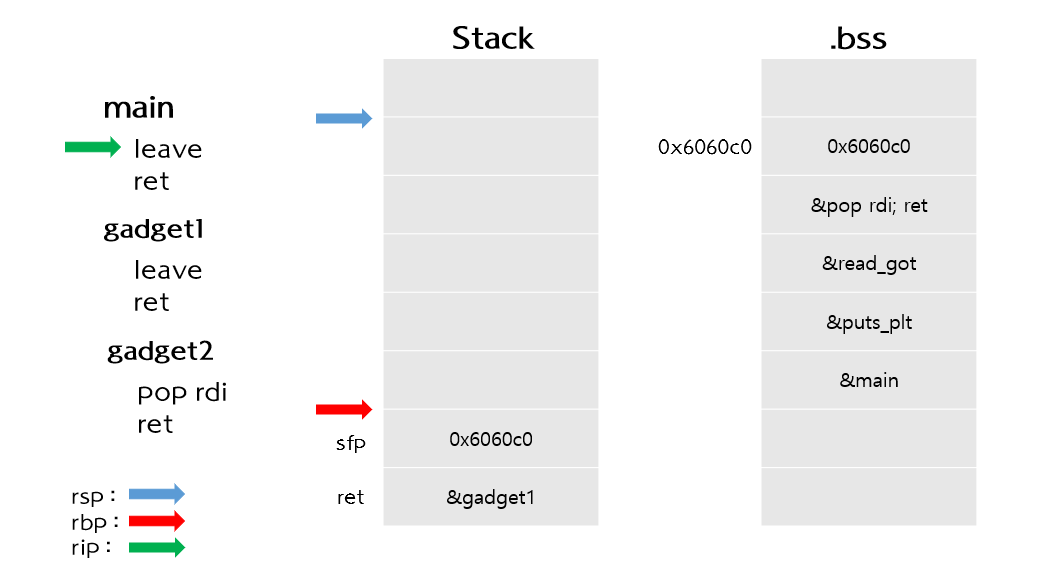 Stack
.bss
main
leave
ret
gadget1
leave
ret
gadget2
pop rdi
ret
rsp :
rbp :
rip :
sfp
0x6060c0
ret
&gadget1
0x6060c0
0x6060c0
&pop rdi; ret
&read_got
&puts_plt
&main